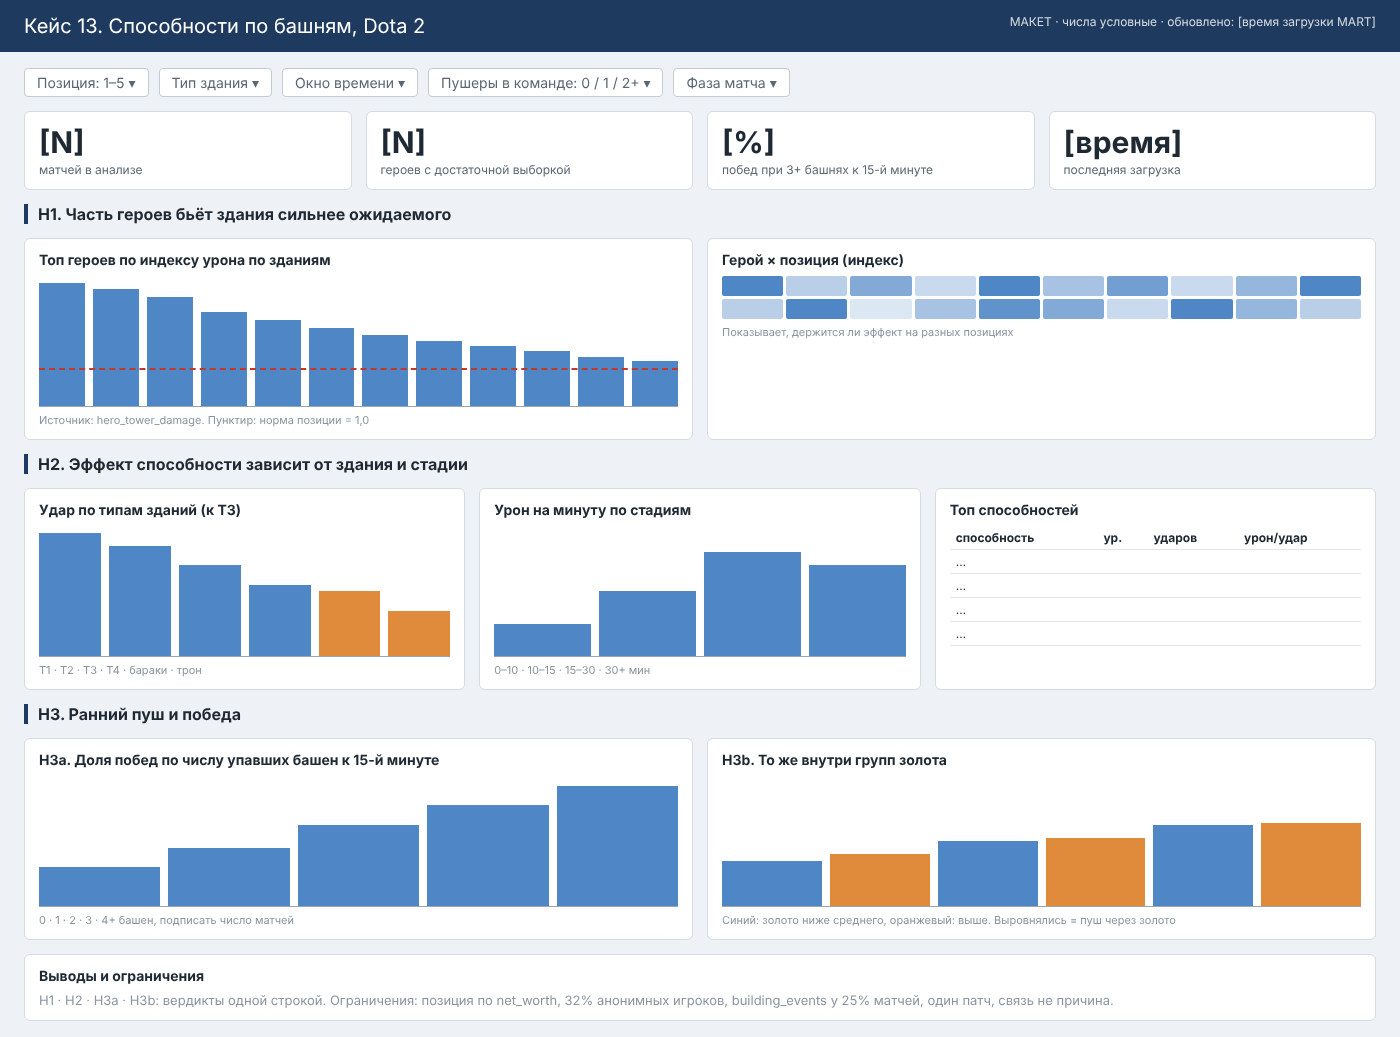 Кейс 13. Способности по башням, Dota 2
МАКЕТ · числа условные · обновлено: [время загрузки MART]
Позиция: 1–5 ▾
Тип здания ▾
Окно времени ▾
Пушеры в команде: 0 / 1 / 2+ ▾
Фаза матча ▾
[N]
матчей в анализе
[N]
героев с достаточной выборкой
[%]
побед при 3+ башнях к 15-й минуте
[время]
последняя загрузка
H1. Часть героев бьёт здания сильнее ожидаемого
Топ героев по индексу урона по зданиям
Источник: hero_tower_damage. Пунктир: норма позиции = 1,0
Герой × позиция (индекс)
Показывает, держится ли эффект на разных позициях
H2. Эффект способности зависит от здания и стадии
Удар по типам зданий (к Т3)
Т1 · Т2 · Т3 · Т4 · бараки · трон
Урон на минуту по стадиям
0–10 · 10–15 · 15–30 · 30+ мин
Топ способностей
способность ур. ударов урон/удар
...
...
...
...
H3. Ранний пуш и победа
H3a. Доля побед по числу упавших башен к 15-й минуте
0 · 1 · 2 · 3 · 4+ башен, подписать число матчей
H3b. То же внутри групп золота
Синий: золото ниже среднего, оранжевый: выше. Выровнялись = пуш через золото
Выводы и ограничения
H1 · H2 · H3a · H3b: вердикты одной строкой. Ограничения: позиция по net_worth, 32% анонимных игроков, building_events у 25% матчей, один патч, связь не причина.